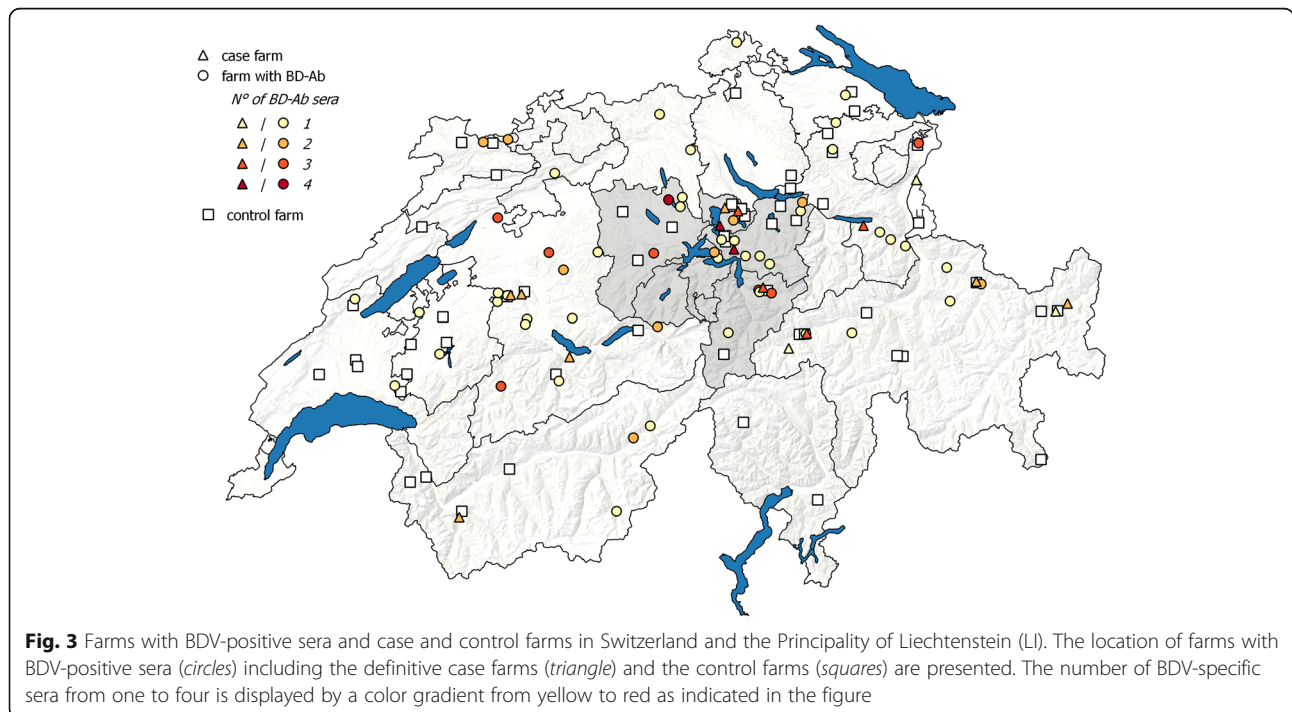 case farm
farm with BD-Ab
N° of BD-Ab sera
/ 1
/ 2
/ 3
/ 4
control farm
LI
Fig. 3 Farms with BDV-positive sera and case and control farms in Switzerland and the Principality of Liechtenstein (LI). The location of farms with
BDV-positive sera (circles) including the definitive case farms (triangle) and the control farms (squares) are presented. The number of BDV-specific
sera from one to four is displayed by a color gradient from yellow to red as indicated in the figure